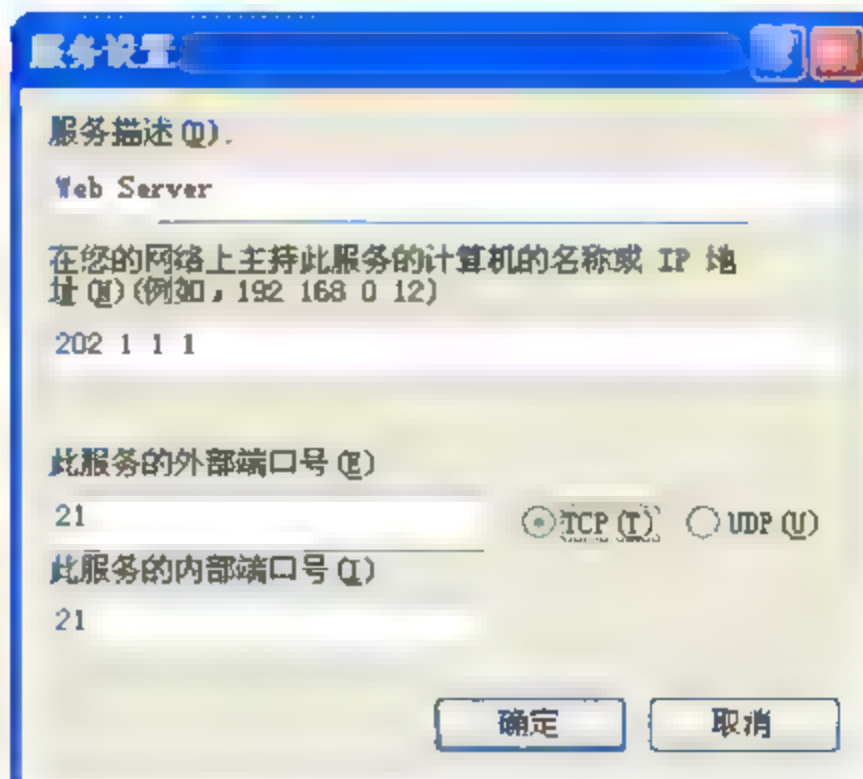 服务设置
服务描述(D).
Web Server
在您的网络上主持此服务的计算机的名称或 IP 地
址(N)(例如，192 168 0 12)
202 1 1 1
此服务的外部端口号(E)
21
TCP(T) UDP(U)
此服务的内部端口号(I)
21
确定 取消